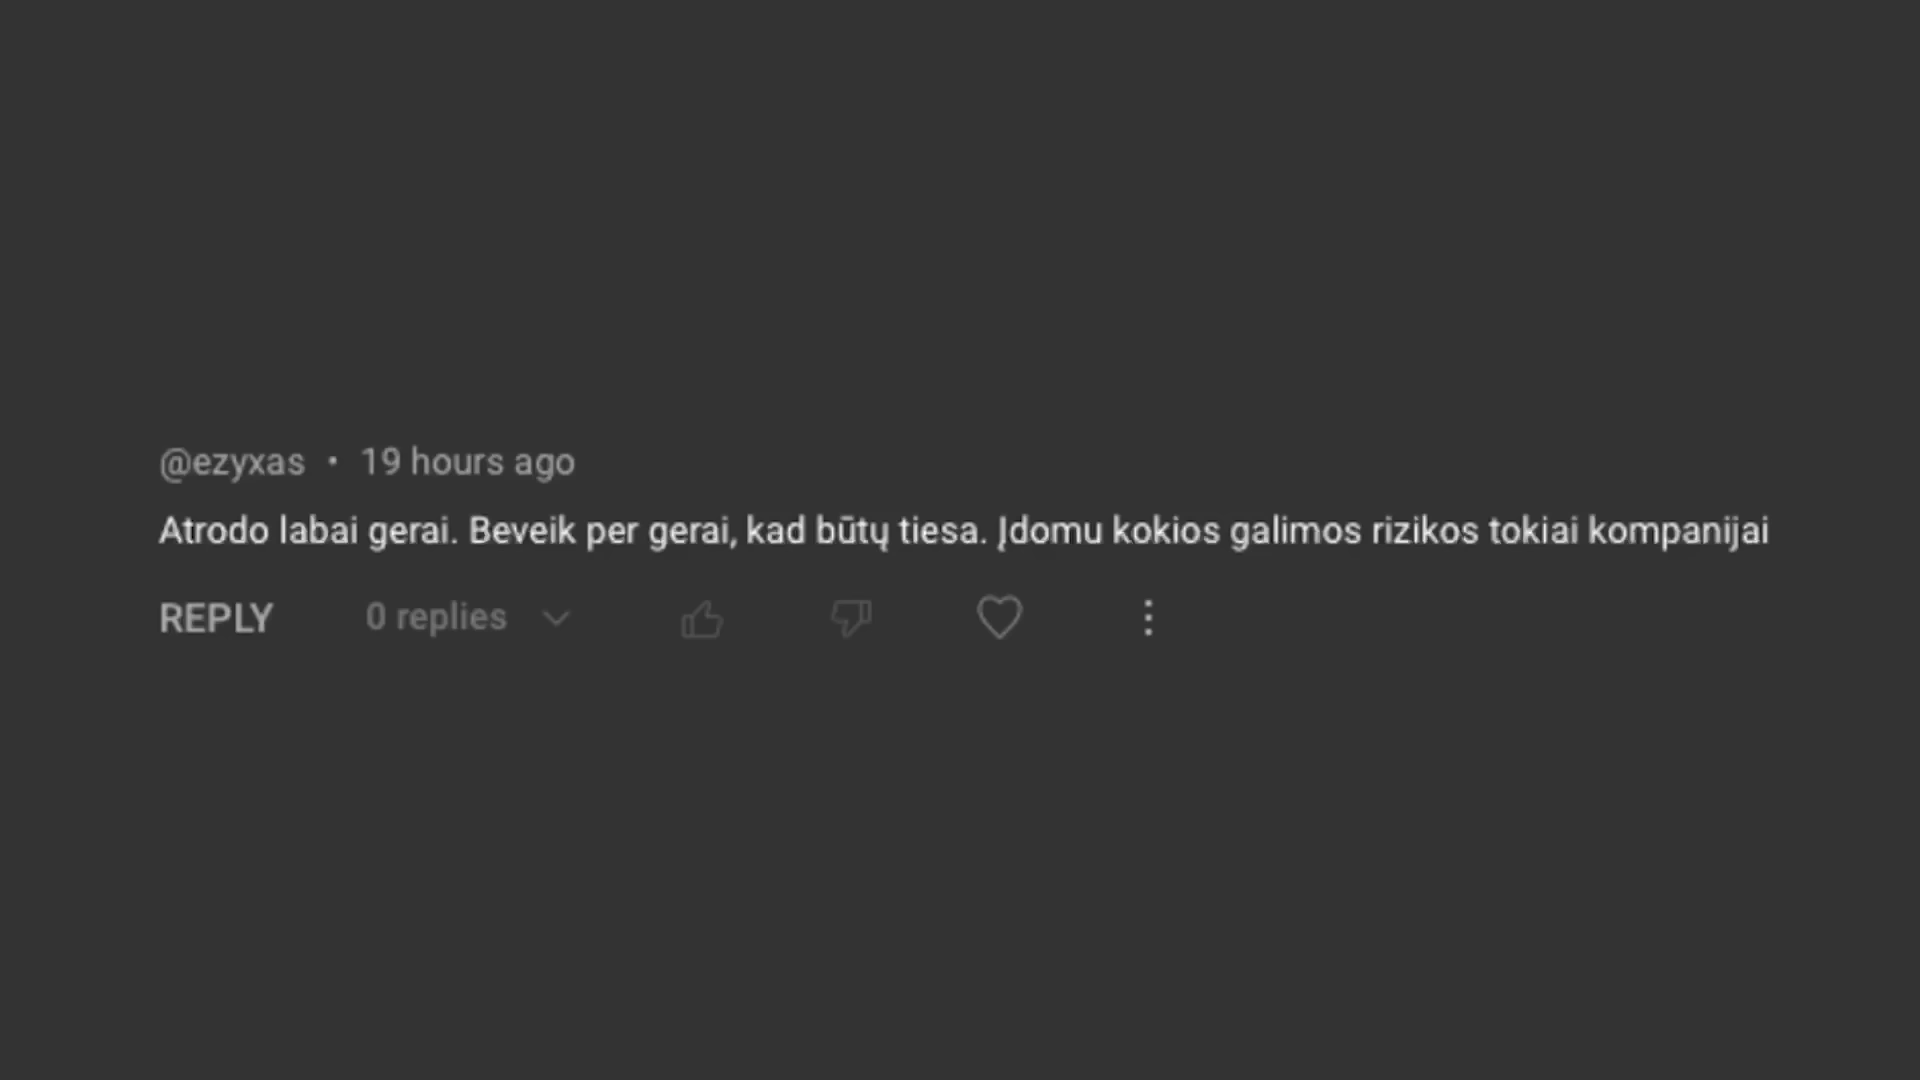 @ezyxas • 19 hours ago
Atrodo labai gerai. Beveik per gerai, kad būtų tiesa. Įdomu kokios galimos rizikos tokiai kompanijai
REPLY 0 replies